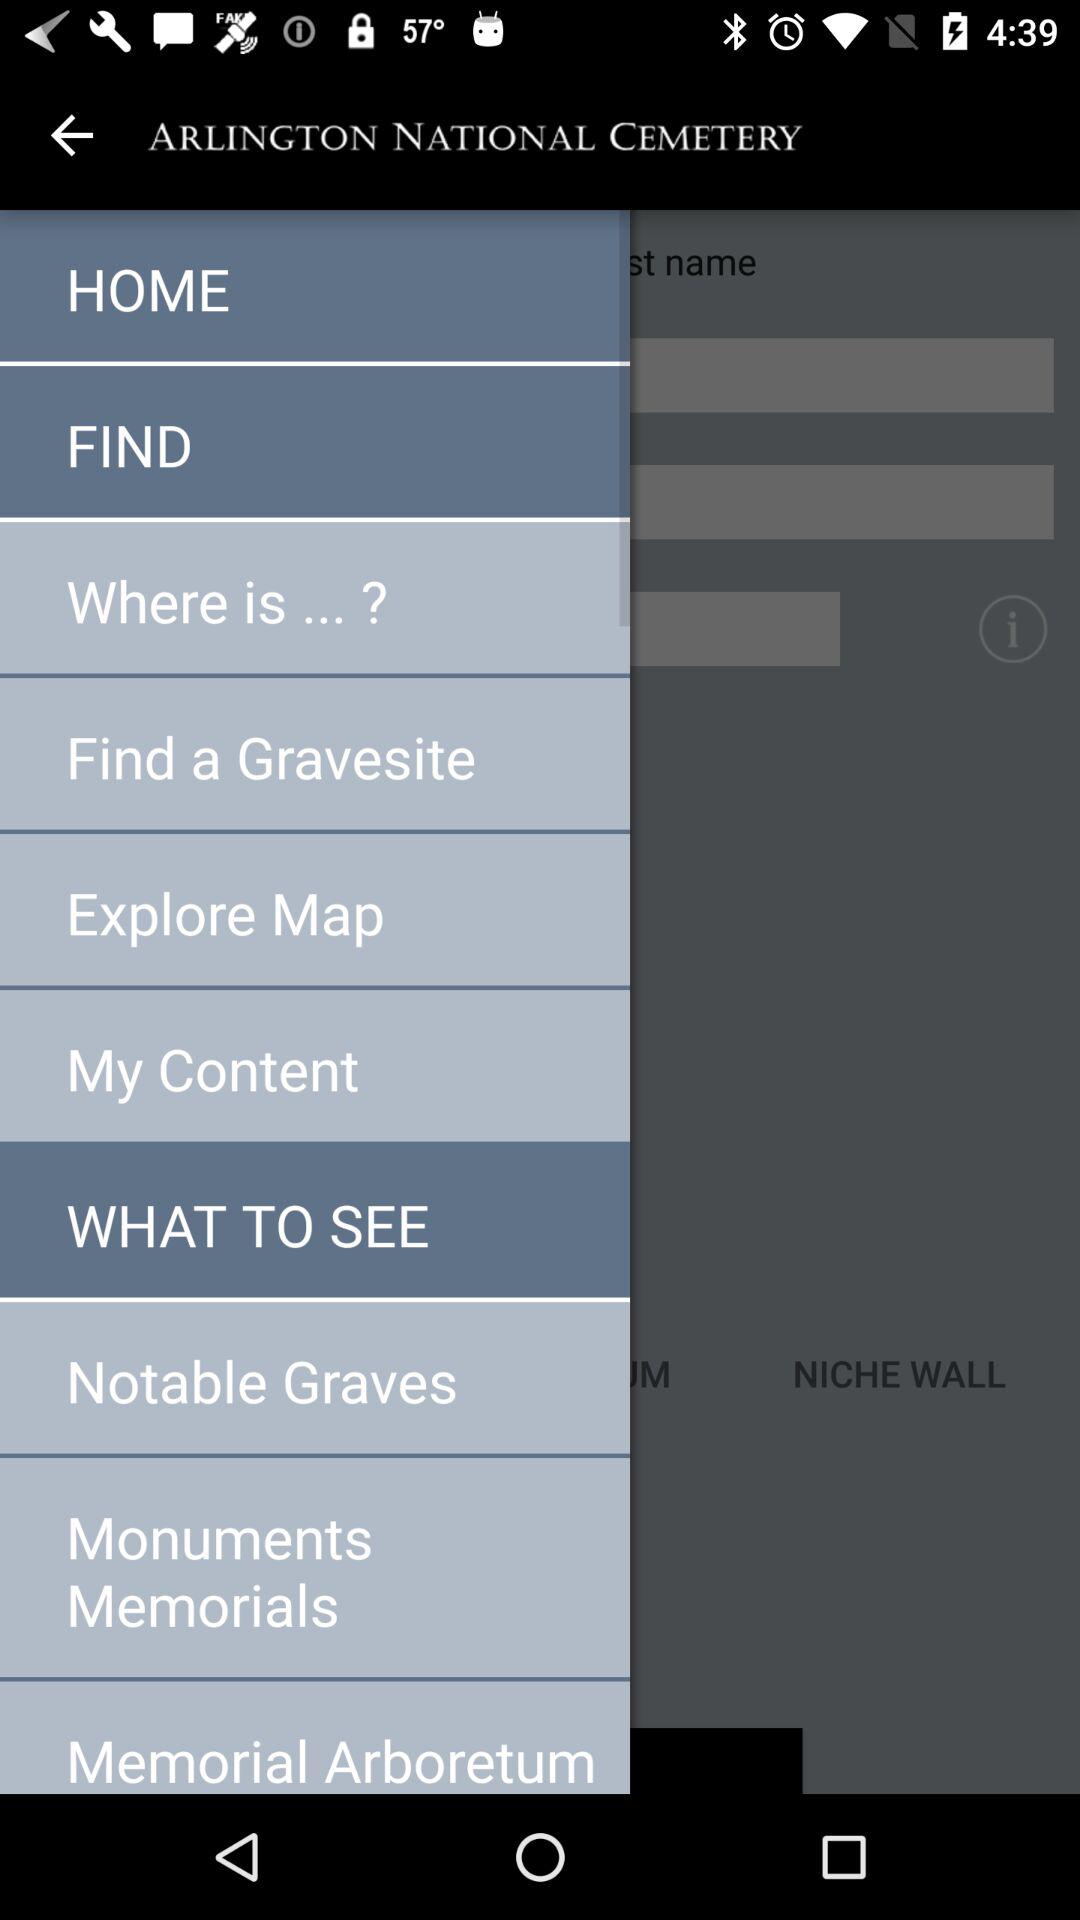 FAKE 57° 4:39
ARLINGTON NATIONAL CEMETERY
HOME
st name
FIND
Where is ... ?
i
Find a Gravesite
Explore Map
My Content
WHAT TO SEE
Notable Graves
UM NICHE WALL
Monuments
Memorials
Memorial Arboretum